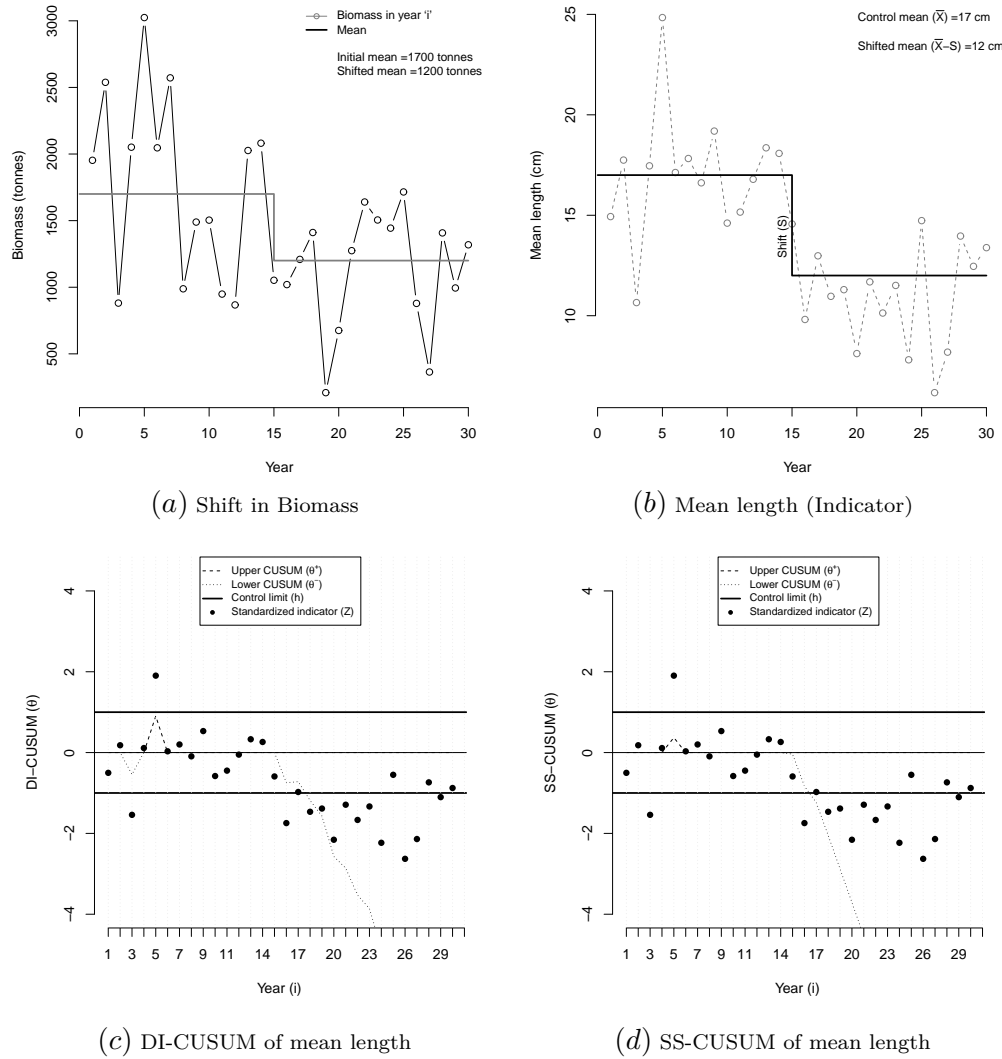 Biomass in year ‘i’
Mean
Initial mean =1700 tonnes
Shifted mean =1200 tonnes
Biomass (tonnes)
500 1000 1500 2000 2500 3000
0 5 10 15 20 25 30
Year
(a) Shift in Biomass
Control mean (X̅) =17 cm
Shifted mean (X̅−S) =12 cm
Shift (S)
Mean length (cm)
10 15 20 25
0 5 10 15 20 25 30
Year
(b) Mean length (Indicator)
Upper CUSUM (θ⁺)
Lower CUSUM (θ⁻)
Control limit (h)
Standardized indicator (Z)
DI−CUSUM (θ)
−4 −2 0 2 4
1 3 5 7 9 11 14 17 20 23 26 29
Year (i)
(c) DI-CUSUM of mean length
Upper CUSUM (θ⁺)
Lower CUSUM (θ⁻)
Control limit (h)
Standardized indicator (Z)
SS−CUSUM (θ)
−4 −2 0 2 4
1 3 5 7 9 11 14 17 20 23 26 29
Year (i)
(d) SS-CUSUM of mean length